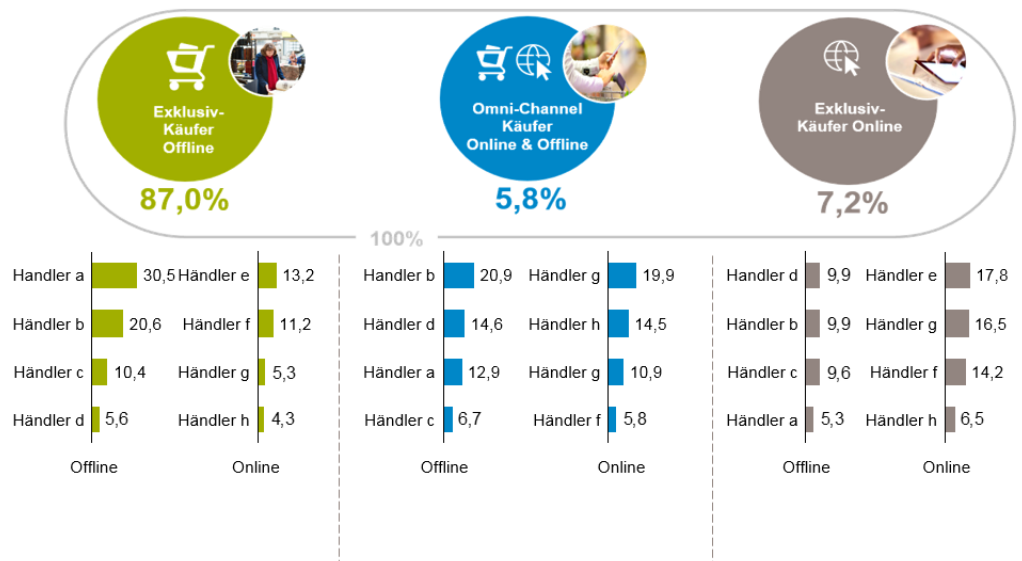 Exklusiv-
Käufer
Offline
87,0%
Omni-Channel
Käufer
Online & Offline
5,8%
Exklusiv-
Käufer Online
7,2%
100%
Handler a 30,5
Händler b 20,6
Händler c 10,4
Händler d 5,6
Offline
Händler e 13,2
Händler f 11,2
Händler g 5,3
Händler h 4,3
Online
Handler b 20,9
Händler d 14,6
Händler a 12,9
Händler c 6,7
Offline
Händler g 19,9
Händler h 14,5
Händler g 10,9
Händler f 5,8
Online
Handler d 9,9
Händler b 9,9
Händler c 9,6
Händler a 5,3
Offline
Händler e 17,8
Händler g 16,5
Händler f 14,2
Händler h 6,5
Online